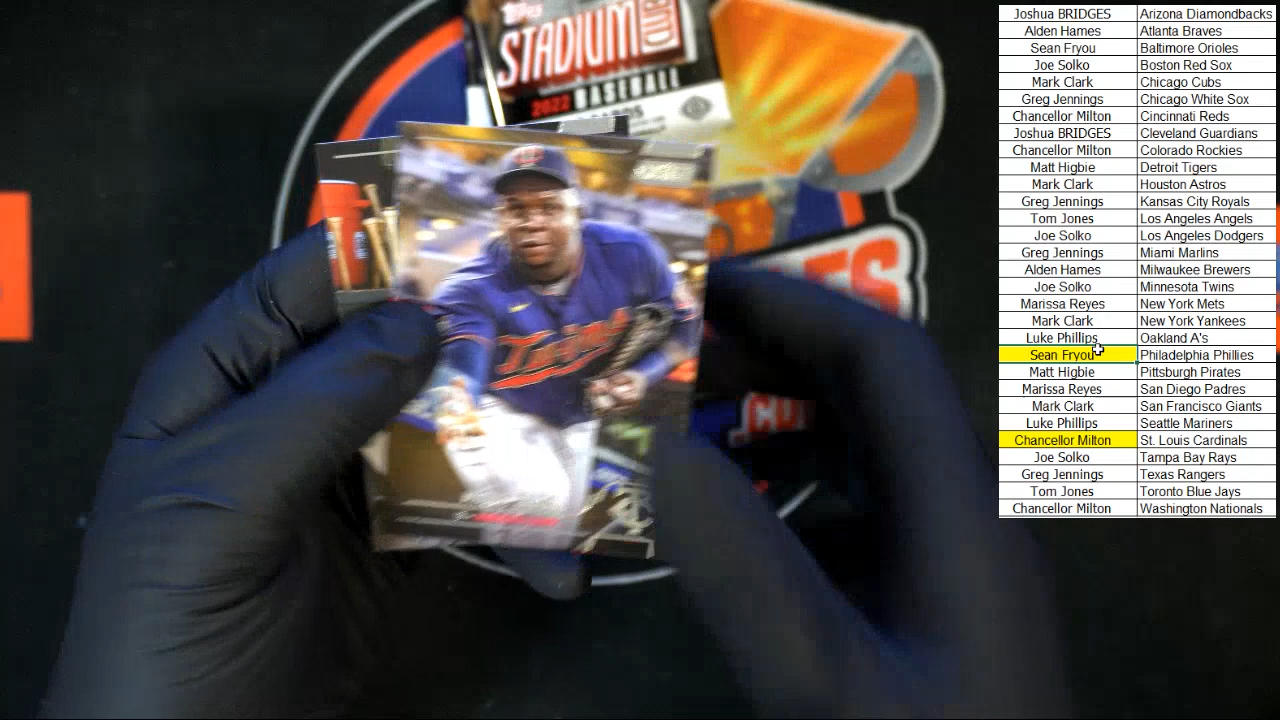 Topps
STADIUM
CLUB
2022 BASEBALL
CARDS
Twins
.COM
Joshua BRIDGES Arizona Diamondbacks
Alden Hames Atlanta Braves
Sean Fryou Baltimore Orioles
Joe Solko Boston Red Sox
Mark Clark Chicago Cubs
Greg Jennings Chicago White Sox
Chancellor Milton Cincinnati Reds
Joshua BRIDGES Cleveland Guardians
Chancellor Milton Colorado Rockies
Matt Higbie Detroit Tigers
Mark Clark Houston Astros
Greg Jennings Kansas City Royals
Tom Jones Los Angeles Angels
Joe Solko Los Angeles Dodgers
Greg Jennings Miami Marlins
Alden Hames Milwaukee Brewers
Joe Solko Minnesota Twins
Marissa Reyes New York Mets
Mark Clark New York Yankees
Luke Phillips Oakland A's
Sean Fryou Philadelphia Phillies
Matt Higbie Pittsburgh Pirates
Marissa Reyes San Diego Padres
Mark Clark San Francisco Giants
Luke Phillips Seattle Mariners
Chancellor Milton St. Louis Cardinals
Joe Solko Tampa Bay Rays
Greg Jennings Texas Rangers
Tom Jones Toronto Blue Jays
Chancellor Milton Washington Nationals